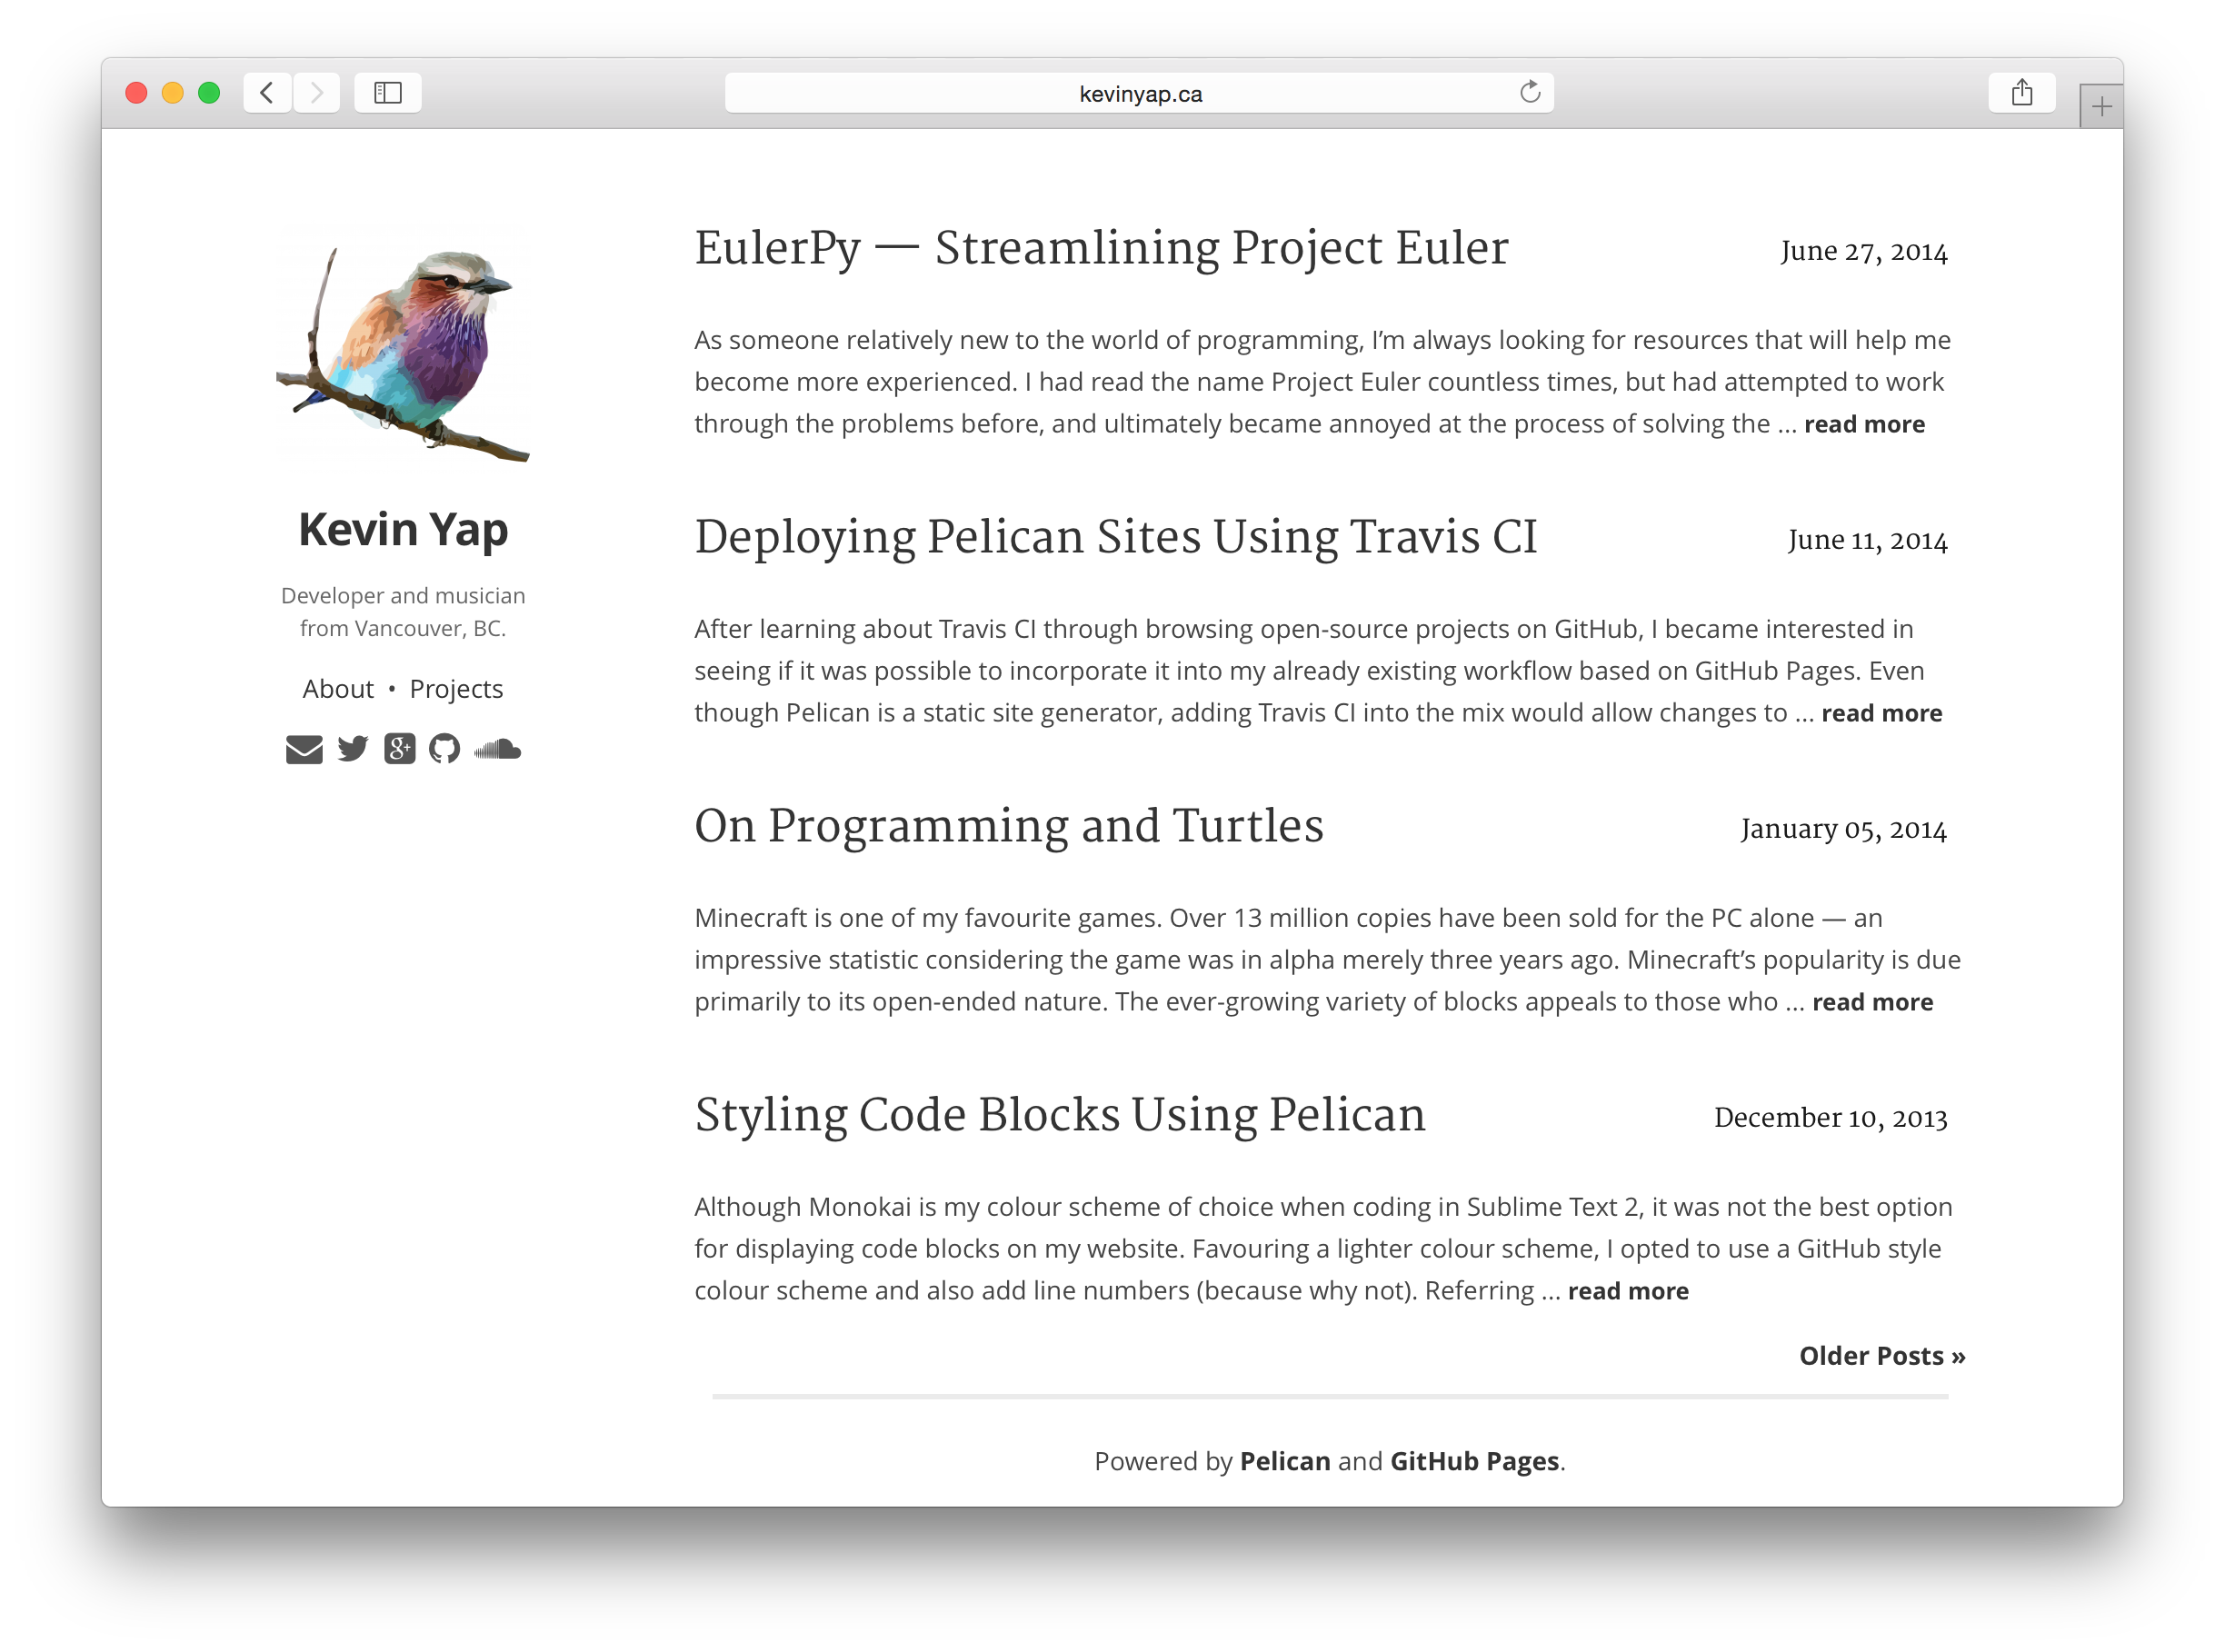 kevinyap.ca
Kevin Yap
Developer and musician
from Vancouver, BC.
About • Projects
EulerPy — Streamlining Project Euler
June 27, 2014
As someone relatively new to the world of programming, I’m always looking for resources that will help me
become more experienced. I had read the name Project Euler countless times, but had attempted to work
through the problems before, and ultimately became annoyed at the process of solving the ... read more
Deploying Pelican Sites Using Travis CI
June 11, 2014
After learning about Travis CI through browsing open-source projects on GitHub, I became interested in
seeing if it was possible to incorporate it into my already existing workflow based on GitHub Pages. Even
though Pelican is a static site generator, adding Travis CI into the mix would allow changes to ... read more
On Programming and Turtles
January 05, 2014
Minecraft is one of my favourite games. Over 13 million copies have been sold for the PC alone — an
impressive statistic considering the game was in alpha merely three years ago. Minecraft’s popularity is due
primarily to its open-ended nature. The ever-growing variety of blocks appeals to those who ... read more
Styling Code Blocks Using Pelican
December 10, 2013
Although Monokai is my colour scheme of choice when coding in Sublime Text 2, it was not the best option
for displaying code blocks on my website. Favouring a lighter colour scheme, I opted to use a GitHub style
colour scheme and also add line numbers (because why not). Referring ... read more
Older Posts »
Powered by Pelican and GitHub Pages.